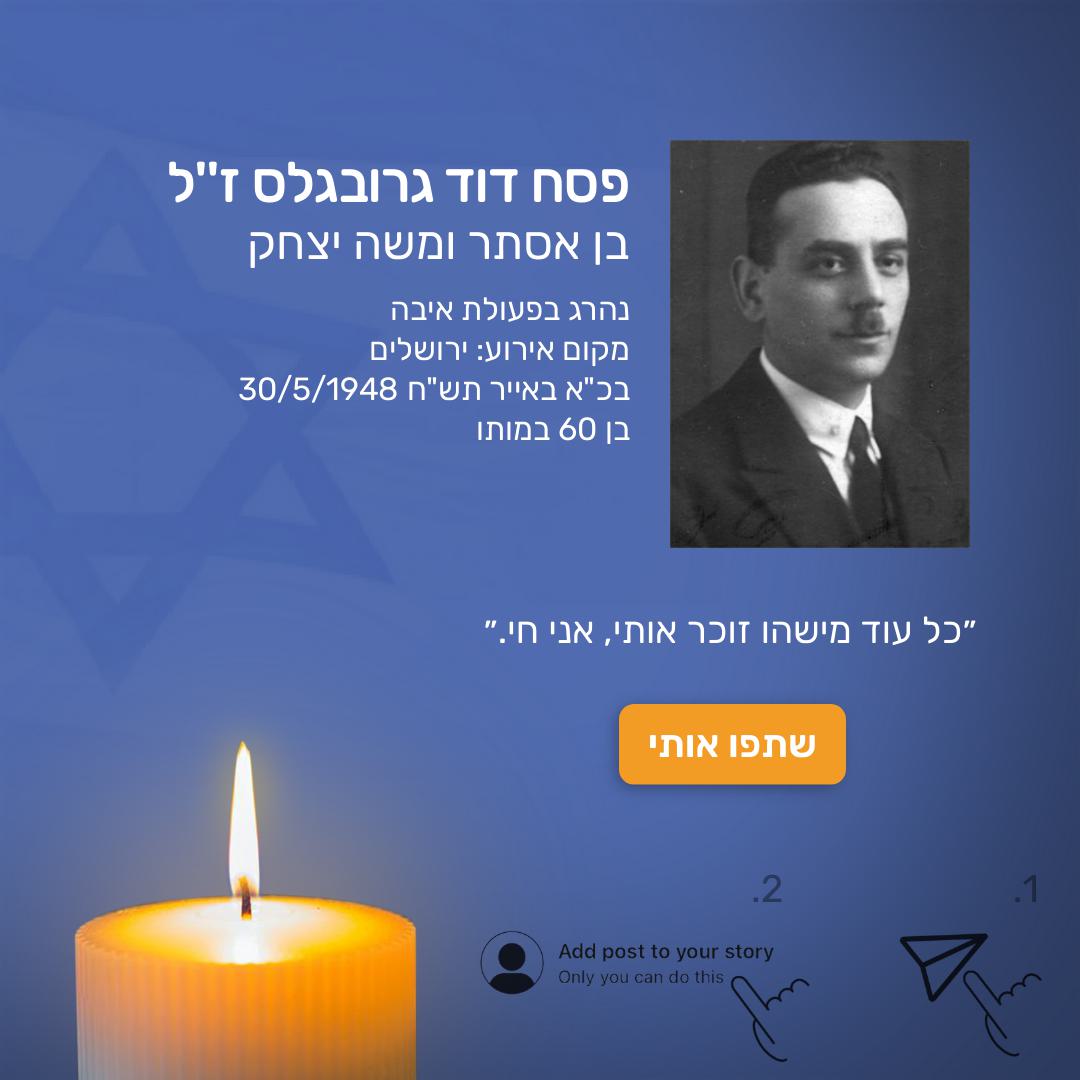 פסח דוד גרובגלס ז"ל
בן אסתר ומשה יצחק
נהרג בפעולת איבה
מקום אירוע: ירושלים
בכ"א באייר תש"ח 30/5/1948
בן 60 במותו
״כל עוד מישהו זוכר אותי, אני חי.״
שתפו אותי
1.
2.
Add post to your story
Only you can do this